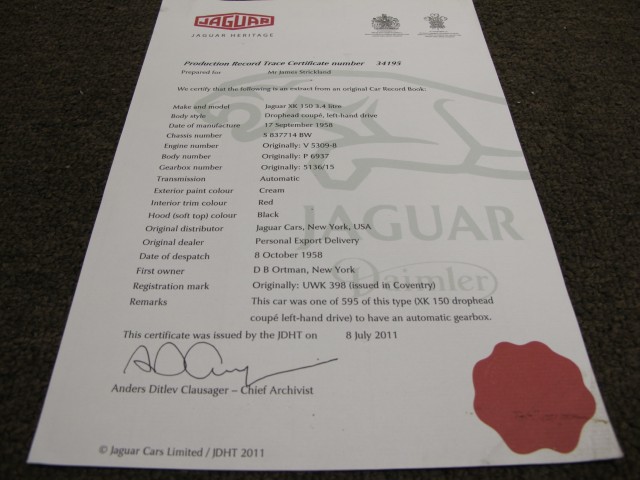 JAGUAR
JAGUAR HERITAGE
Production Record Trace Certificate number 34195
Prepared for Mr James Strickland
We certify that the following is an extract from an original Car Record Book:
Make and model Jaguar XK 150 3.4 litre
Body style Drophead coupé, left-hand drive
Date of manufacture 17 September 1958
Chassis number S 837714 BW
Engine number Originally: V 5309-8
Body number Originally: P 6937
Gearbox number Originally: 5136/15
Transmission Automatic
Exterior paint colour Cream
Interior trim colour Red
Hood (soft top) colour Black
Original distributor Jaguar Cars, New York, USA
Original dealer Personal Export Delivery
Date of despatch 8 October 1958
First owner D B Ortman, New York
Registration mark Originally: UWK 398 (issued in Coventry)
Remarks This car was one of 595 of this type (XK 150 drophead
coupé left-hand drive) to have an automatic gearbox.
JAGUAR
Daimler
This certificate was issued by the JDHT on 8 July 2011
Anders Ditlev Clausager – Chief Archivist
© Jaguar Cars Limited / JDHT 2011